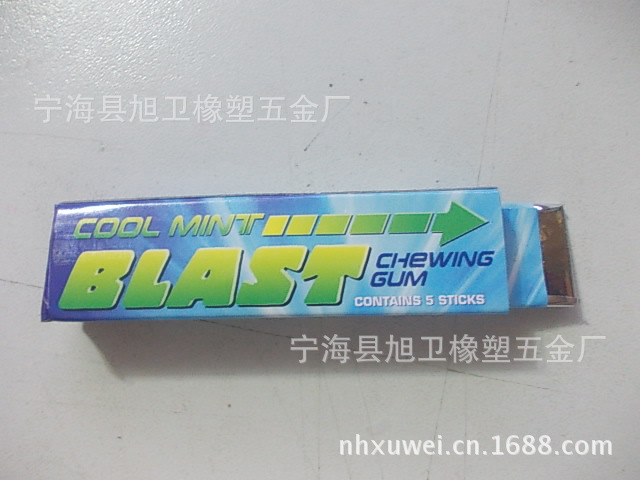 宁海县旭卫橡塑五金厂
COOL MINT
BLAST
CHEWING
GUM
CONTAINS 5 STICKS
宁海县旭卫橡塑五金厂
nhxuwei.cn.1688.com